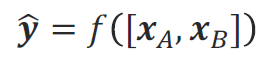 ŷ = f([x_A, x_B])